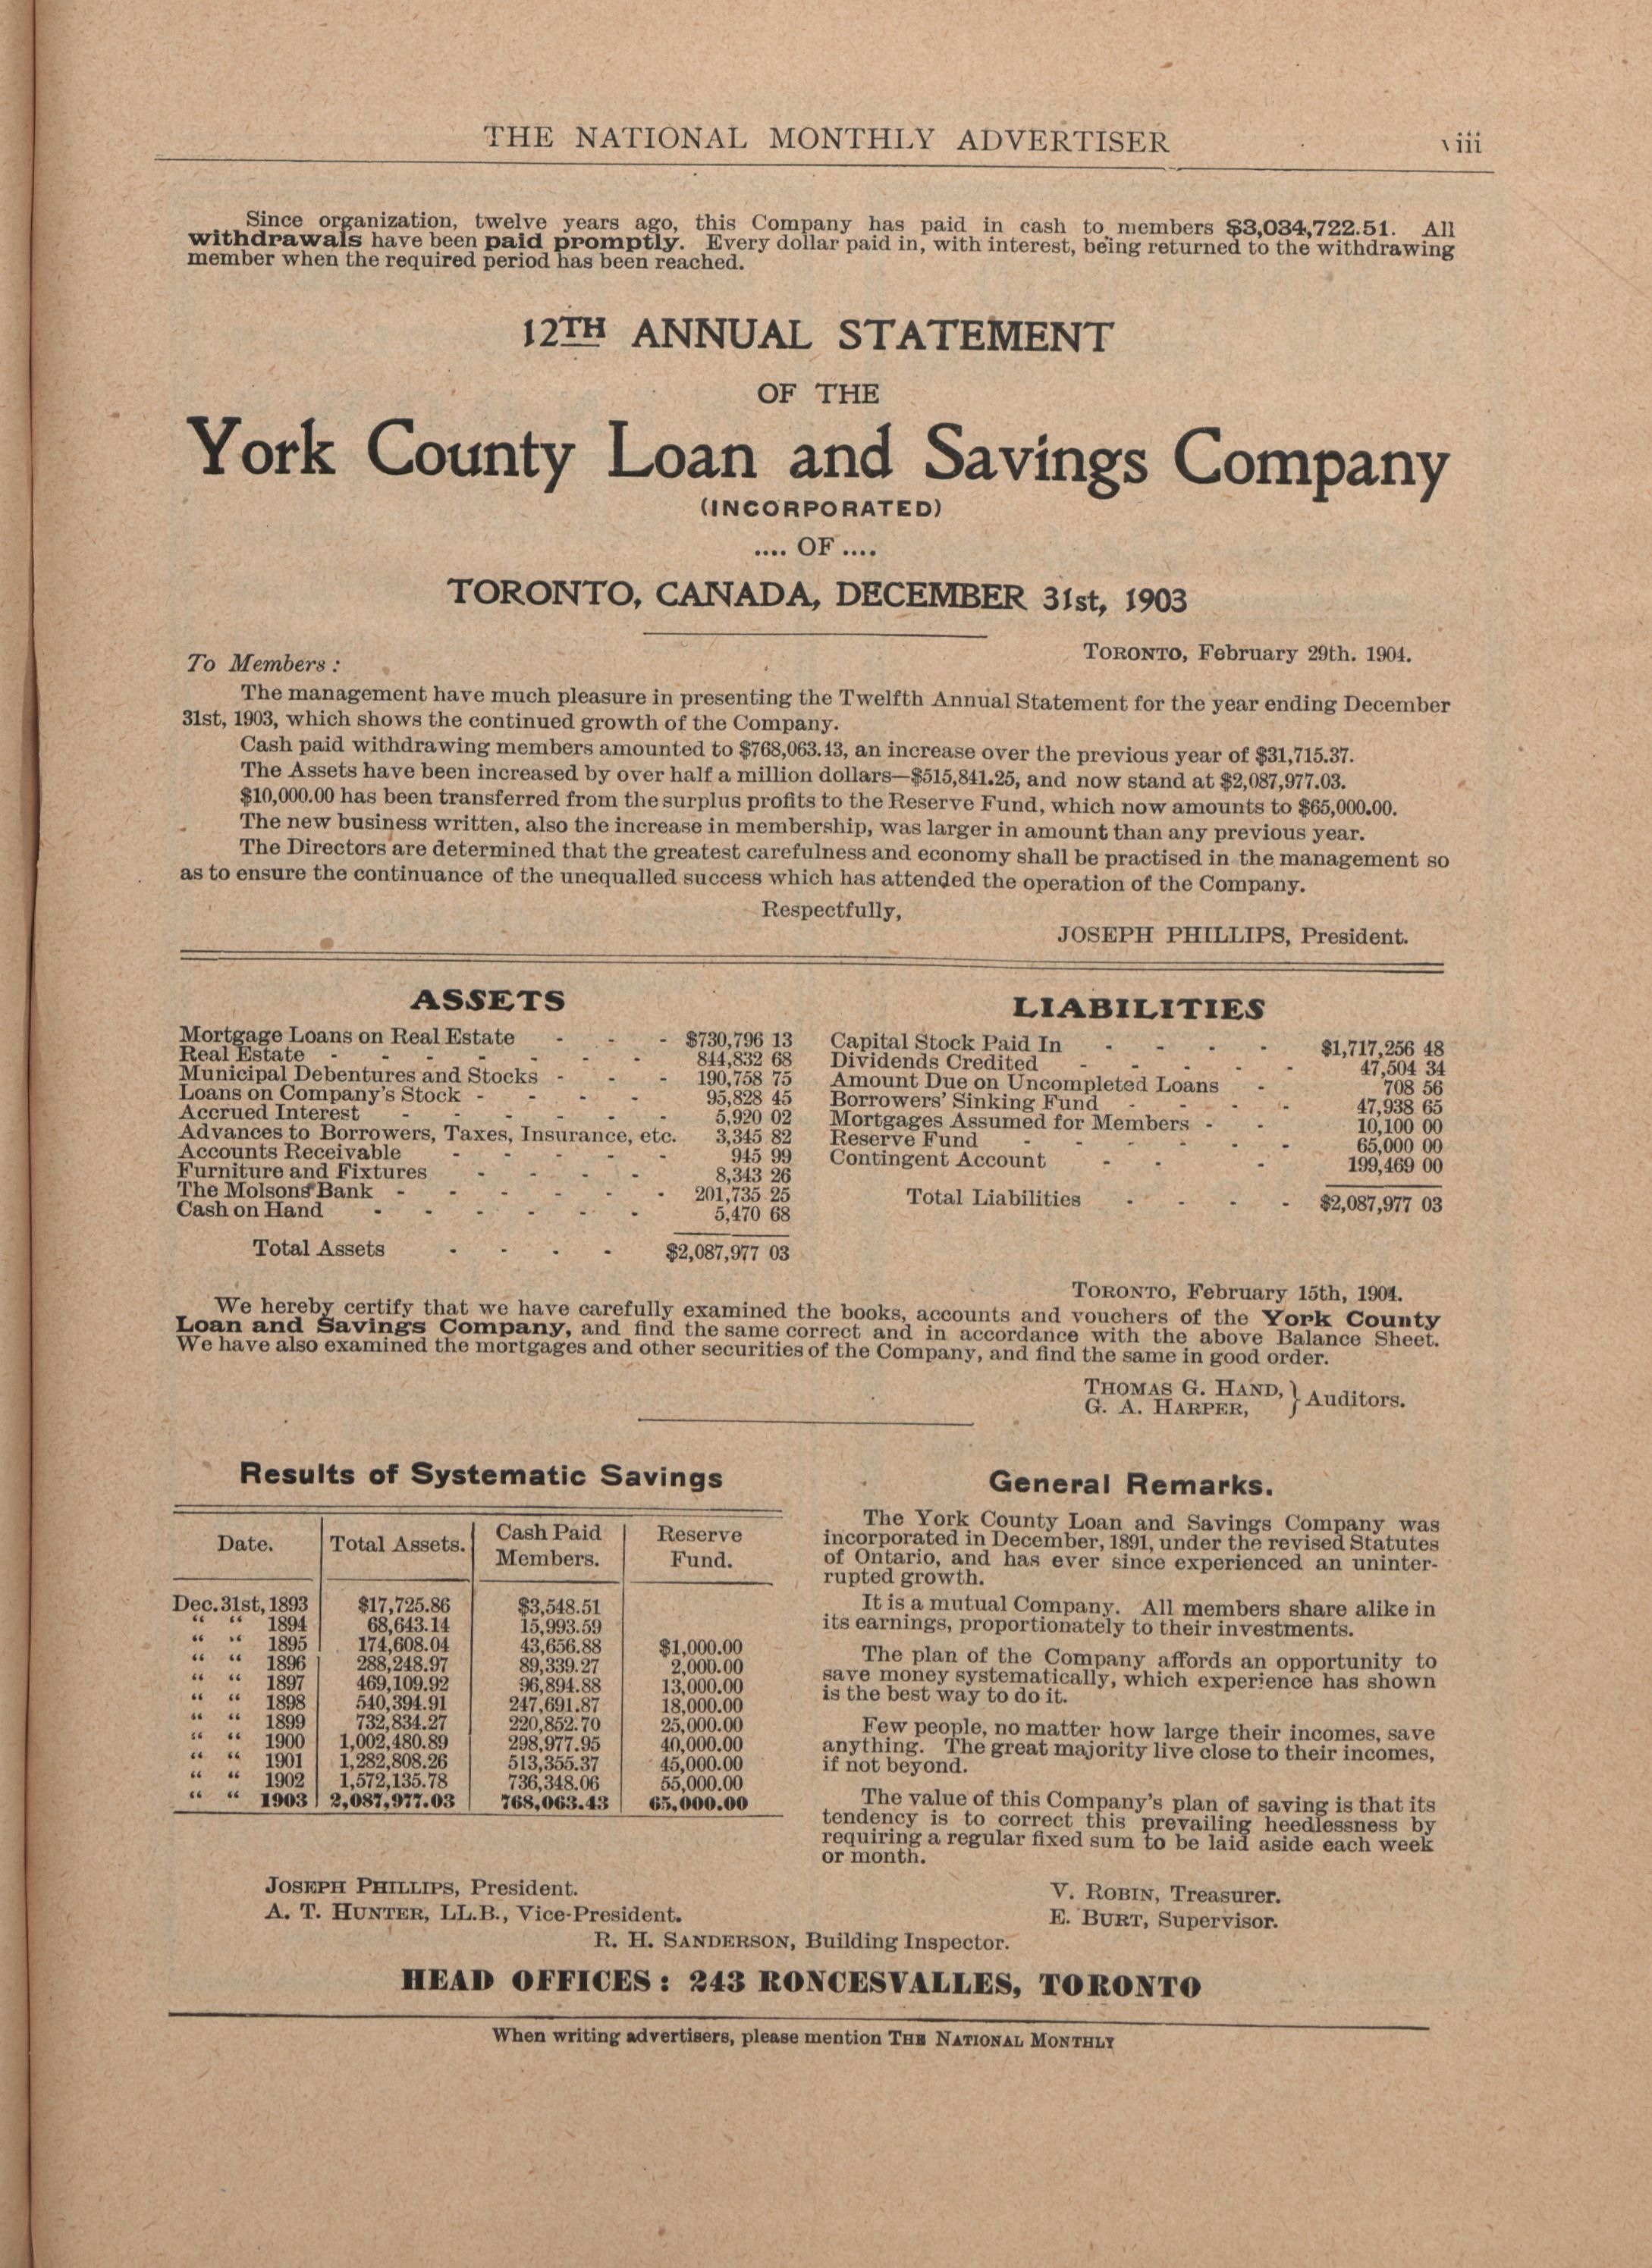 THE NATIONAL MONTHLY ADVERTISER iii
Since organization, twelve years ago, this Company has paid in cash to members $3,034,722.51. All
withdrawals have been paid promptly. Every dollar paid in, with interest, being returned to the withdrawing
member when the required period has been reached.
12TH ANNUAL STATEMENT
OF THE
York County Loan and Savings Company
(INCORPORATED)
.... OF ....
TORONTO, CANADA, DECEMBER 31st, 1903
TORONTO, February 29th. 1904.
To Members :
The management have much pleasure in presenting the Twelfth Annual Statement for the year ending December
31st, 1903, which shows the continued growth of the Company.
Cash paid withdrawing members amounted to $768,063.43, an increase over the previous year of $31,715.37.
The Assets have been increased by over half a million dollars—$515,841.25, and now stand at $2,087,977.03.
$10,000.00 has been transferred from the surplus profits to the Reserve Fund, which now amounts to $65,000.00.
The new business written, also the increase in membership, was larger in amount than any previous year.
The Directors are determined that the greatest carefulness and economy shall be practised in the management so
as to ensure the continuance of the unequalled success which has attended the operation of the Company.
Respectfully,
JOSEPH PHILLIPS, President.
ASSETS
Mortgage Loans on Real Estate - - - $730,796 13
Real Estate - - - - - - - 844,832 68
Municipal Debentures and Stocks - - - 190,758 75
Loans on Company's Stock - - - - 95,828 45
Accrued Interest - - - - - - 5,920 02
Advances to Borrowers, Taxes, Insurance, etc. 3,345 82
Accounts Receivable - - - - - 945 99
Furniture and Fixtures - - - - 8,343 26
The Molsons Bank - - - - - - 201,735 25
Cash on Hand - - - - - - 5,470 68
Total Assets - - - - $2,087,977 03
LIABILITIES
Capital Stock Paid In - - - - $1,717,256 48
Dividends Credited - - - - - 47,504 34
Amount Due on Uncompleted Loans - 708 56
Borrowers' Sinking Fund - - - - 47,938 65
Mortgages Assumed for Members - - 10,100 00
Reserve Fund - - - - - - 65,000 00
Contingent Account - - - 199,469 00
Total Liabilities - - - - $2,087,977 03
TORONTO, February 15th, 1904.
We hereby certify that we have carefully examined the books, accounts and vouchers of the York County
Loan and Savings Company, and find the same correct and in accordance with the above Balance Sheet.
We have also examined the mortgages and other securities of the Company, and find the same in good order.
THOMAS G. HAND, } Auditors.
G. A. HARPER,
Results of Systematic Savings
Date. Total Assets. Cash Paid Members. Reserve Fund.
Dec. 31st, 1893 $17,725.86 $3,548.51
“ “ 1894 68,643.14 15,993.59
“ “ 1895 174,608.04 43,656.88 $1,000.00
“ “ 1896 288,248.97 89,339.27 2,000.00
“ “ 1897 469,109.92 96,894.88 13,000.00
“ “ 1898 540,394.91 247,691.87 18,000.00
“ “ 1899 732,834.27 220,852.70 25,000.00
“ “ 1900 1,002,480.89 298,977.95 40,000.00
“ “ 1901 1,282,808.26 513,355.37 45,000.00
“ “ 1902 1,572,135.78 736,348.06 55,000.00
“ “ 1903 2,087,977.03 768,063.43 65,000.00
General Remarks.
The York County Loan and Savings Company was
incorporated in December, 1891, under the revised Statutes
of Ontario, and has ever since experienced an uninter-
rupted growth.
It is a mutual Company. All members share alike in
its earnings, proportionately to their investments.
The plan of the Company affords an opportunity to
save money systematically, which experience has shown
is the best way to do it.
Few people, no matter how large their incomes, save
anything. The great majority live close to their incomes,
if not beyond.
The value of this Company's plan of saving is that its
tendency is to correct this prevailing heedlessness by
requiring a regular fixed sum to be laid aside each week
or month.
JOSEPH PHILLIPS, President.
A. T. HUNTER, LL.B., Vice-President.
V. ROBIN, Treasurer.
E. BURT, Supervisor.
R. H. SANDERSON, Building Inspector.
HEAD OFFICES : 243 RONCESVALLES, TORONTO
When writing advertisers, please mention THE NATIONAL MONTHLY